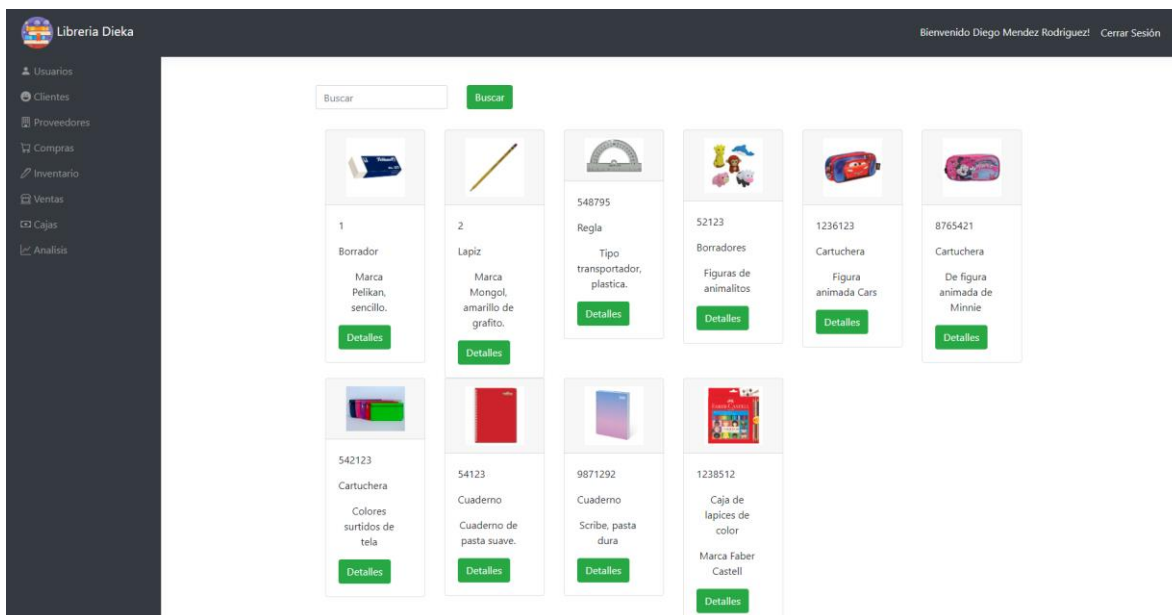 Libreria Dieka
Bienvenido Diego Mendez Rodriguez! Cerrar Sesión
Usuarios
Clientes
Proveedores
Compras
Inventario
Ventas
Cajas
Analisis
Buscar
Buscar
1
Borrador
Marca
Pelikan,
sencillo.
Detalles
2
Lapiz
Marca
Mongol,
amarillo de
grafito.
Detalles
548795
Regla
Tipo
transportador,
plastica.
Detalles
52123
Borradores
Figuras de
animalitos
Detalles
1236123
Cartuchera
Figura
animada Cars
Detalles
8765421
Cartuchera
De figura
animada de
Minnie
Detalles
542123
Cartuchera
Colores
surtidos de
tela
Detalles
54123
Cuaderno
Cuaderno de
pasta suave.
Detalles
9871292
Cuaderno
Scribe, pasta
dura
Detalles
1238512
Caja de
lapices de
color
Marca Faber
Castell
Detalles